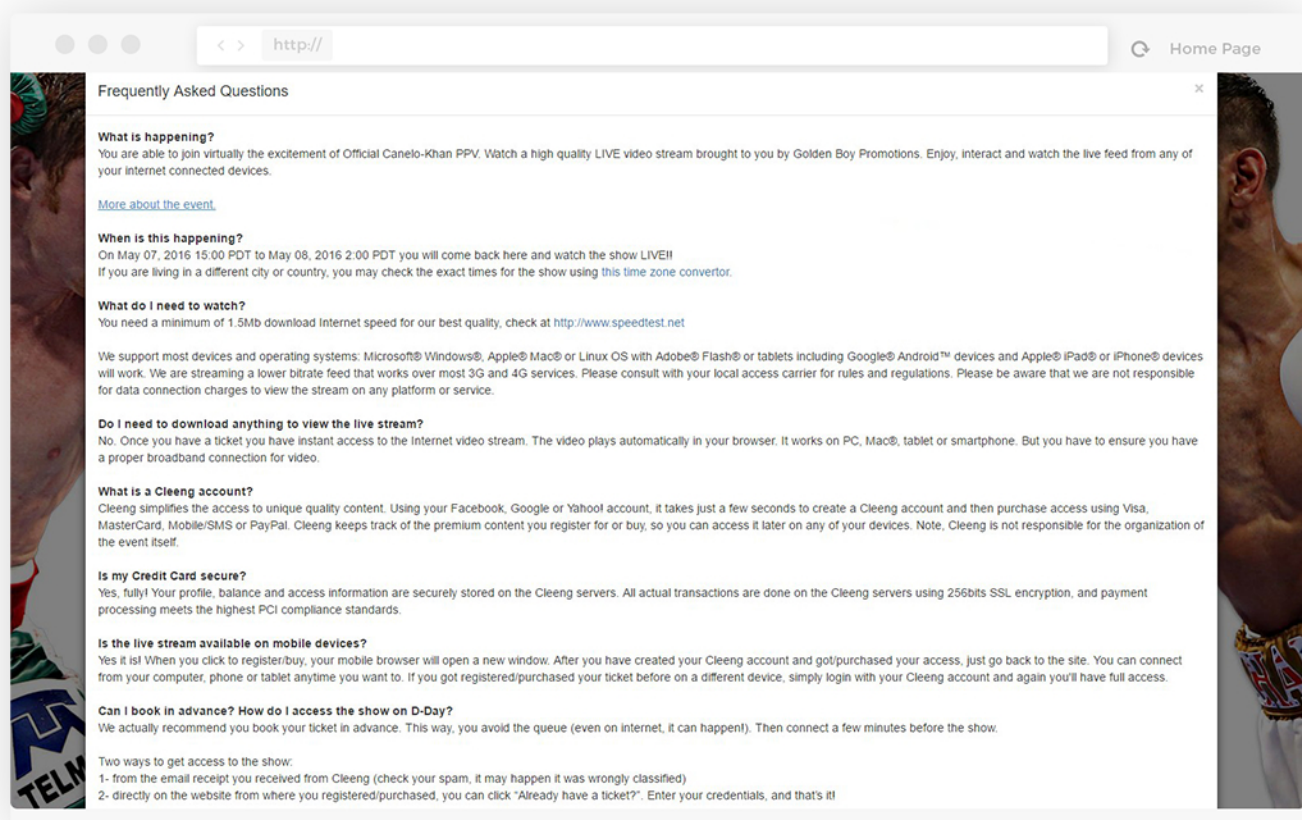 http://
Home Page
Frequently Asked Questions
×
What is happening?
You are able to join virtually the excitement of Official Canelo-Khan PPV. Watch a high quality LIVE video stream brought to you by Golden Boy Promotions. Enjoy, interact and watch the live feed from any of
your internet connected devices.
More about the event.
When is this happening?
On May 07, 2016 15:00 PDT to May 08, 2016 2:00 PDT you will come back here and watch the show LIVE!!
If you are living in a different city or country, you may check the exact times for the show using this time zone convertor.
What do I need to watch?
You need a minimum of 1.5Mb download Internet speed for our best quality, check at http://www.speedtest.net
We support most devices and operating systems: Microsoft® Windows®, Apple® Mac® or Linux OS with Adobe® Flash® or tablets including Google® Android™ devices and Apple® iPad® or iPhone® devices
will work. We are streaming a lower bitrate feed that works over most 3G and 4G services. Please consult with your local access carrier for rules and regulations. Please be aware that we are not responsible
for data connection charges to view the stream on any platform or service.
Do I need to download anything to view the live stream?
No. Once you have a ticket you have instant access to the Internet video stream. The video plays automatically in your browser. It works on PC, Mac®, tablet or smartphone. But you have to ensure you have
a proper broadband connection for video.
What is a Cleeng account?
Cleeng simplifies the access to unique quality content. Using your Facebook, Google or Yahoo! account, it takes just a few seconds to create a Cleeng account and then purchase access using Visa,
MasterCard, Mobile/SMS or PayPal. Cleeng keeps track of the premium content you register for or buy, so you can access it later on any of your devices. Note, Cleeng is not responsible for the organization of
the event itself.
Is my Credit Card secure?
Yes, fully! Your profile, balance and access information are securely stored on the Cleeng servers. All actual transactions are done on the Cleeng servers using 256bits SSL encryption, and payment
processing meets the highest PCI compliance standards.
Is the live stream available on mobile devices?
Yes it is! When you click to register/buy, your mobile browser will open a new window. After you have created your Cleeng account and got/purchased your access, just go back to the site. You can connect
from your computer, phone or tablet anytime you want to. If you got registered/purchased your ticket before on a different device, simply login with your Cleeng account and again you'll have full access.
Can I book in advance? How do I access the show on D-Day?
We actually recommend you book your ticket in advance. This way, you avoid the queue (even on internet, it can happen!). Then connect a few minutes before the show.
Two ways to get access to the show:
1- from the email receipt you received from Cleeng (check your spam, it may happen it was wrongly classified)
2- directly on the website from where you registered/purchased, you can click “Already have a ticket?”. Enter your credentials, and that's it!
TELM